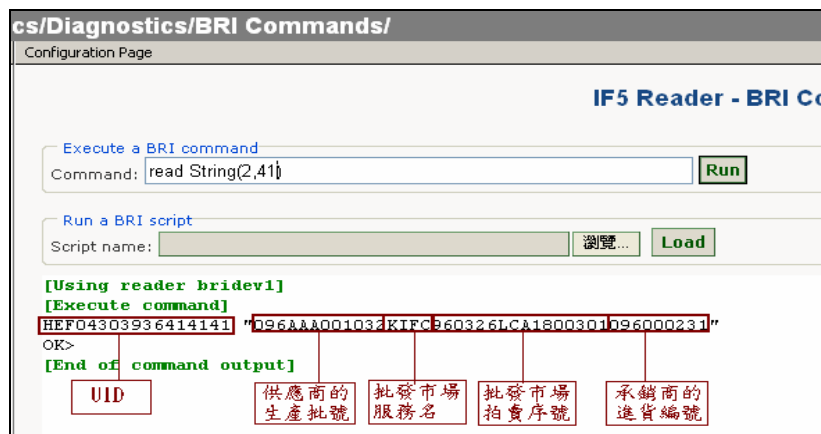 cs/Diagnostics/BRI Commands/
Configuration Page
IF5 Reader - BRI Co
Execute a BRI command
Command: read String(2,41) Run
Run a BRI script
Script name: 瀏覽... Load
[Using reader bridev1]
[Execute command]
HEF04303936414141 "096AAA001032KIFC960326LCA1800301096000231"
OK>
[End of command output]
UID
供應商的
生產批號
批發市場
服務名
批發市場
拍賣序號
承銷商的
進貨編號